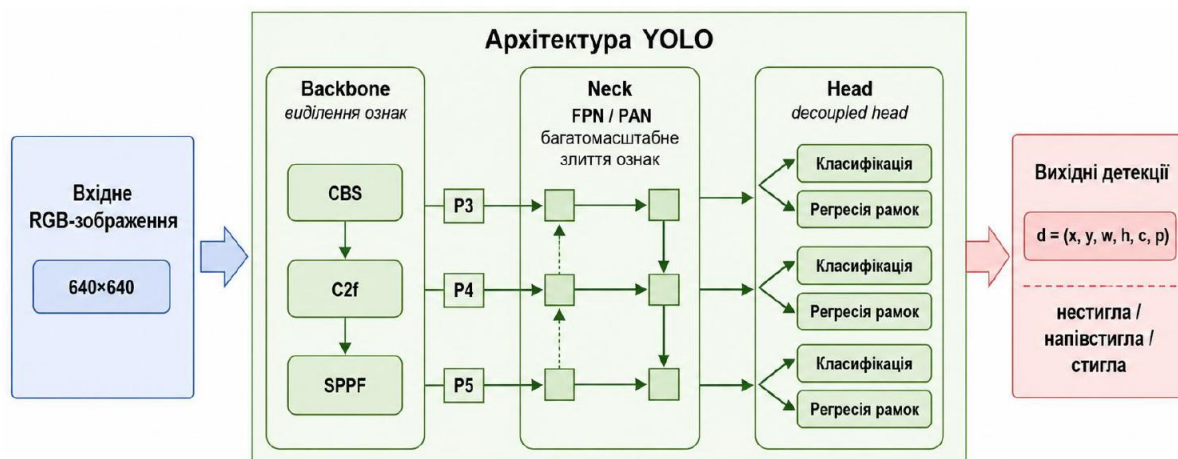 Архітектура YOLO
Вхідне
RGB-зображення
640×640
Backbone
виділення ознак
CBS
C2f
SPPF
P3
P4
P5
Neck
FPN / PAN
багатомасштабне
злиття ознак
Head
decoupled head
Класифікація
Регресія рамок
Класифікація
Регресія рамок
Класифікація
Регресія рамок
Вихідні детекції
d = (x, y, w, h, c, p)
нестигла /
напівстигла /
стигла